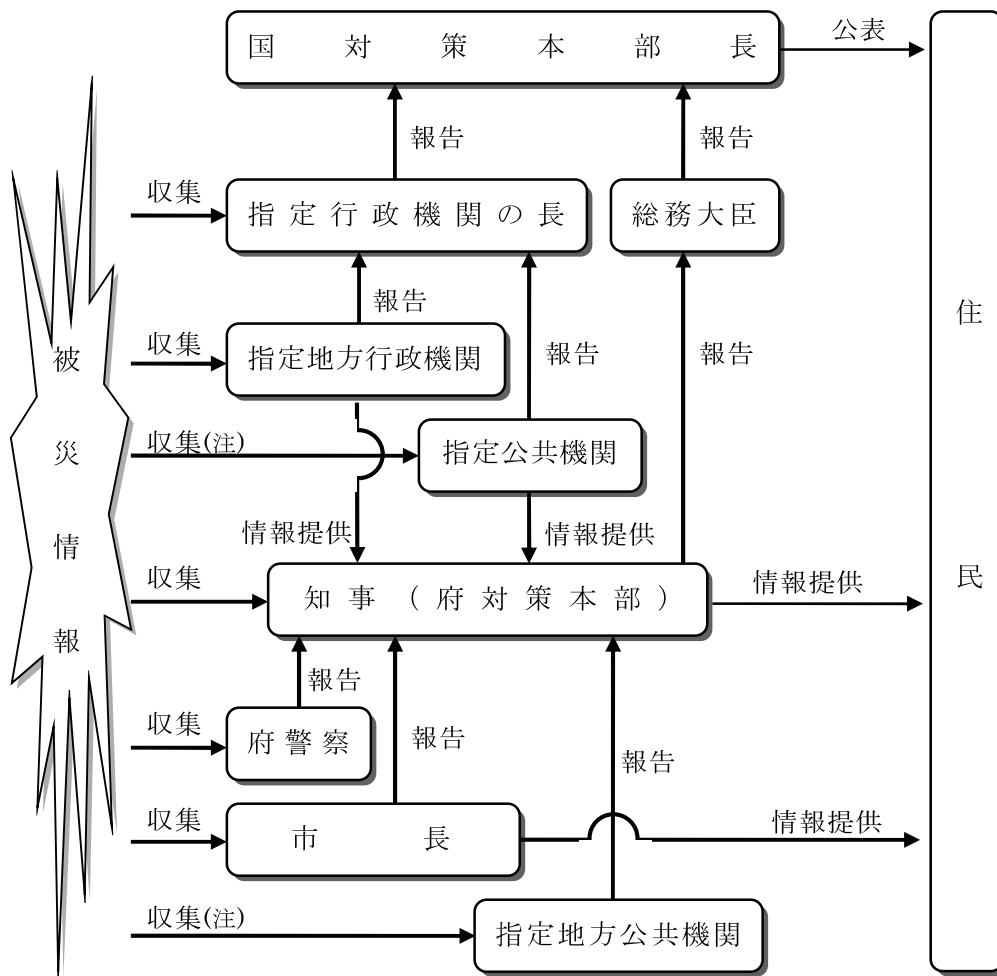 国対策本部長
公表
報告
報告
収集
指定行政機関の長
総務大臣
報告
収集
指定地方行政機関
報告
報告
収集(注)
指定公共機関
情報提供
情報提供
収集
知事（府対策本部）
情報提供
報告
収集
府警察
報告
報告
収集
市長
情報提供
収集(注)
指定地方公共機関
被災情報
住民